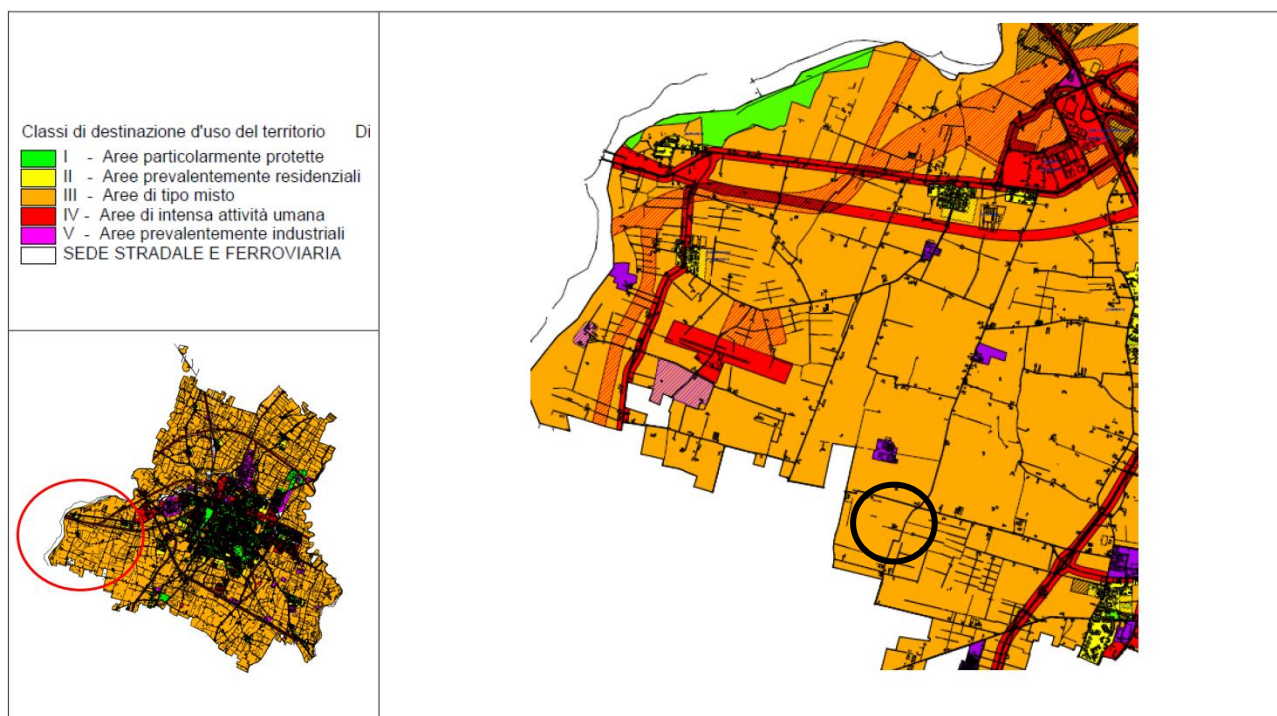 Classi di destinazione d'uso del territorio Di
I - Aree particolarmente protette
II - Aree prevalentemente residenziali
III - Aree di tipo misto
IV - Aree di intensa attività umana
V - Aree prevalentemente industriali
SEDE STRADALE E FERROVIARIA